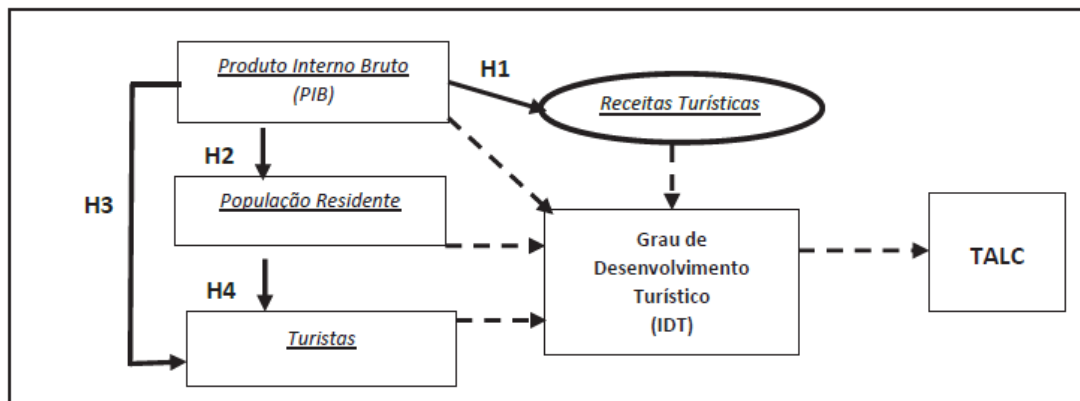 Produto Interno Bruto
(PIB)
H1
Receitas Turísticas
H2
População Residente
H3
Grau de
Desenvolvimento
Turístico
(IDT)
TALC
H4
Turistas